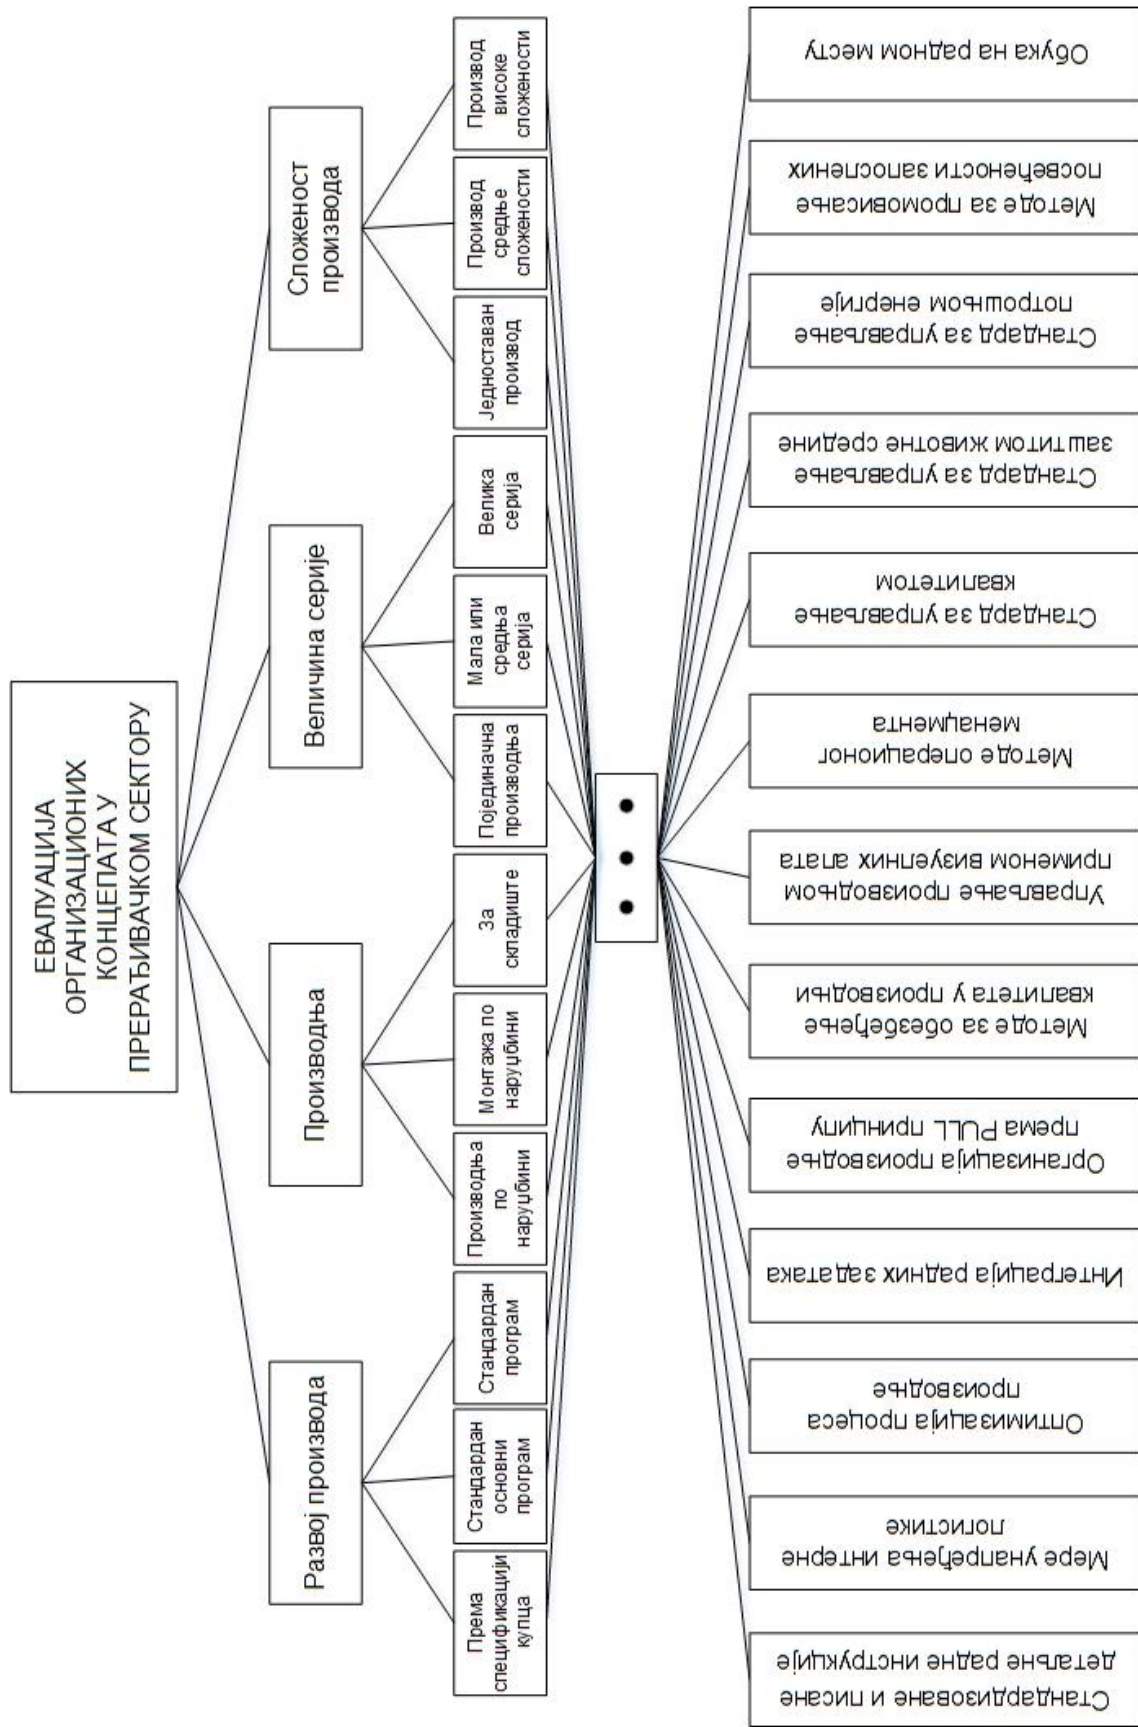 ЕВАЛУАЦИЈА
ОРГАНИЗАЦИОНИХ
КОНЦЕПАТА У
ПРЕРАЂИВАЧКОМ СЕКТОРУ
Развој производа
Производња
Величина серије
Сложеност
производа
Према
спецификацији
купца
Стандардан
основни
програм
Стандардан
програм
Производња
по
наруџбини
Монтажа по
наруџбини
За
складиште
Појединачна
производња
Мала или
средња
серија
Велика
серија
Једноставан
производ
Производ
средње
сложености
Производ
високе
сложености
Стандардизоване и писане
детаљне радне инструкције
Мере унапређења интерне
логистике
Оптимизација процеса
производње
Интеграција радних задатака
Организација производње
према PULL принципу
Методе за обезбеђење
квалитета у производњи
Управљање производњом
применом визуелних алата
Методе операционог
менаџмента
Стандард за управљање
квалитетом
Стандард за управљање
заштитом животне средине
Стандард за управљање
потрошњом енергије
Методе за промовисање
посвећености запослених
Обука на радном месту